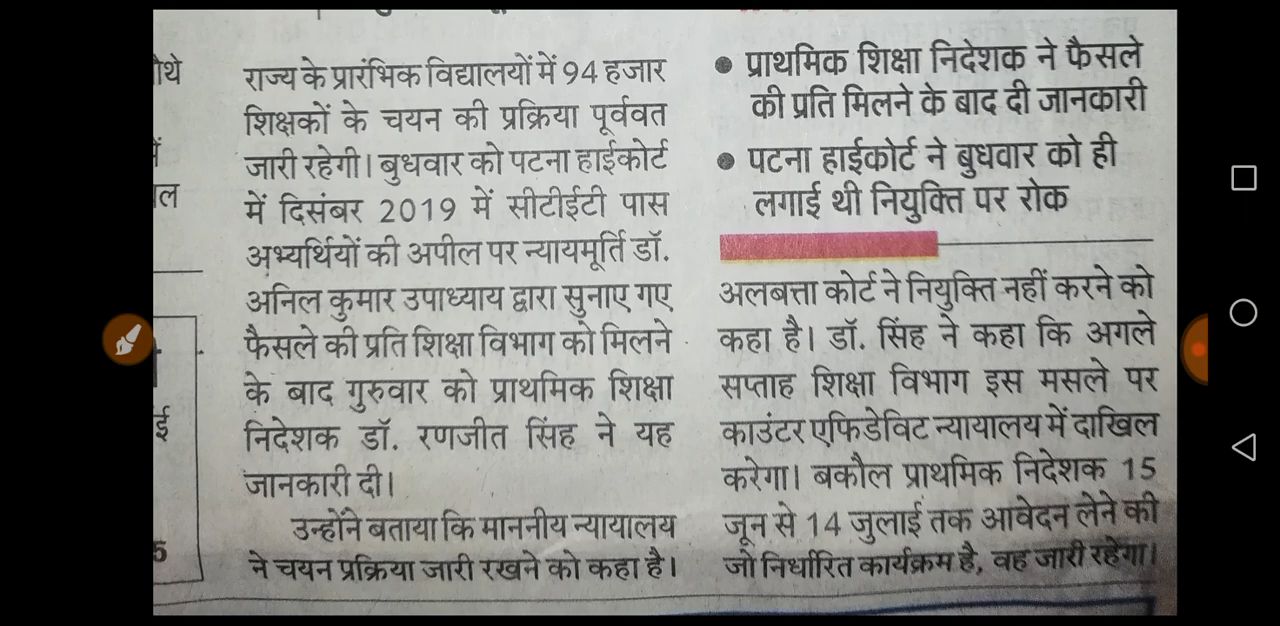 राज्य के प्रारंभिक विद्यालयों में 94 हजार
शिक्षकों के चयन की प्रक्रिया पूर्ववत
जारी रहेगी। बुधवार को पटना हाईकोर्ट
में दिसंबर 2019 में सीटीईटी पास
अभ्यर्थियों की अपील पर न्यायमूर्ति डॉ.
अनिल कुमार उपाध्याय द्वारा सुनाए गए
फैसले की प्रति शिक्षा विभाग को मिलने
के बाद गुरुवार को प्राथमिक शिक्षा
निदेशक डॉ. रणजीत सिंह ने यह
जानकारी दी।
उन्होंने बताया कि माननीय न्यायालय
ने चयन प्रक्रिया जारी रखने को कहा है।
● प्राथमिक शिक्षा निदेशक ने फैसले
की प्रति मिलने के बाद दी जानकारी
● पटना हाईकोर्ट ने बुधवार को ही
लगाई थी नियुक्ति पर रोक
अलबत्ता कोर्ट ने नियुक्ति नहीं करने को
कहा है। डॉ. सिंह ने कहा कि अगले
सप्ताह शिक्षा विभाग इस मसले पर
काउंटर एफिडेविट न्यायालय में दाखिल
करेगा। बकौल प्राथमिक निदेशक 15
जून से 14 जुलाई तक आवेदन लेने की
जो निर्धारित कार्यक्रम है, वह जारी रहेगा।